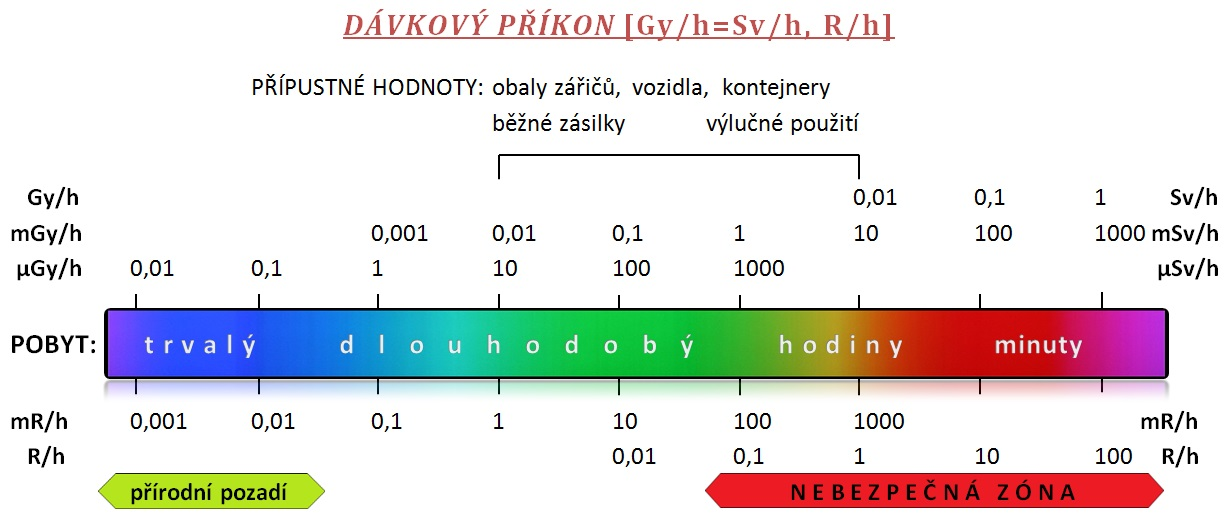 DÁVKOVÝ PŘÍKON [Gy/h=Sv/h, R/h]
PŘÍPUSTNÉ HODNOTY: obaly zářičů, vozidla, kontejnery
běžné zásilky výlučné použití
Gy/h 0,01 0,1 1 Sv/h
mGy/h 0,001 0,01 0,1 1 10 100 1000 mSv/h
μGy/h 0,01 0,1 1 10 100 1000 μSv/h
POBYT: trvalý dlouhodobý hodiny minuty
mR/h 0,001 0,01 0,1 1 10 100 1000 mR/h
R/h 0,01 0,1 1 10 100 R/h
přírodní pozadí NEBEZPEČNÁ ZÓNA